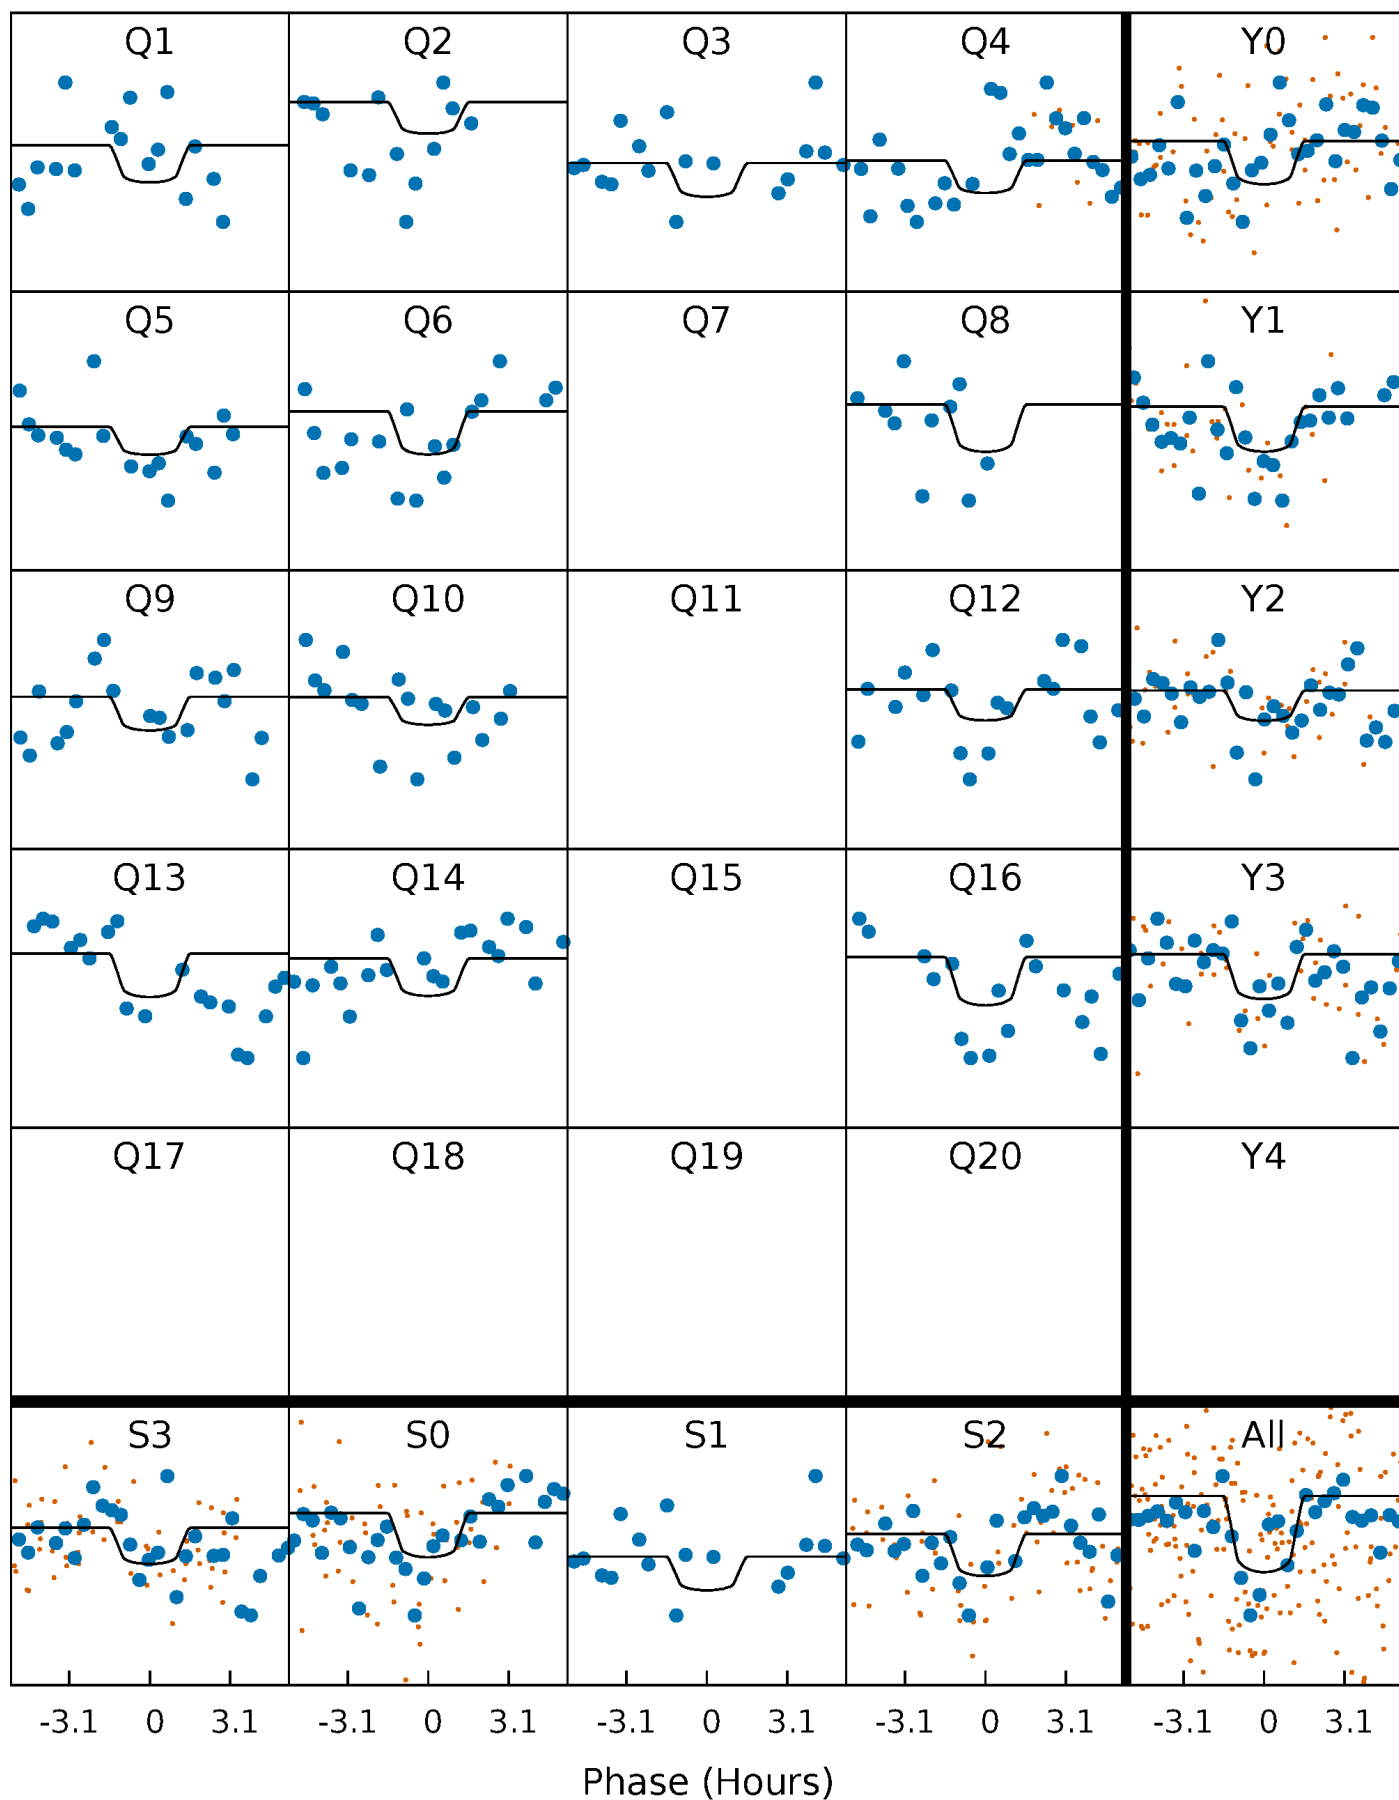 Q1 Q2 Q3 Q4 Y0
Q5 Q6 Q7 Q8 Y1
Q9 Q10 Q11 Q12 Y2
Q13 Q14 Q15 Q16 Y3
Q17 Q18 Q19 Q20 Y4
S3 S0 S1 S2 All
-3.1 0 3.1 -3.1 0 3.1 -3.1 0 3.1 -3.1 0 3.1 -3.1 0 3.1
Phase (Hours)